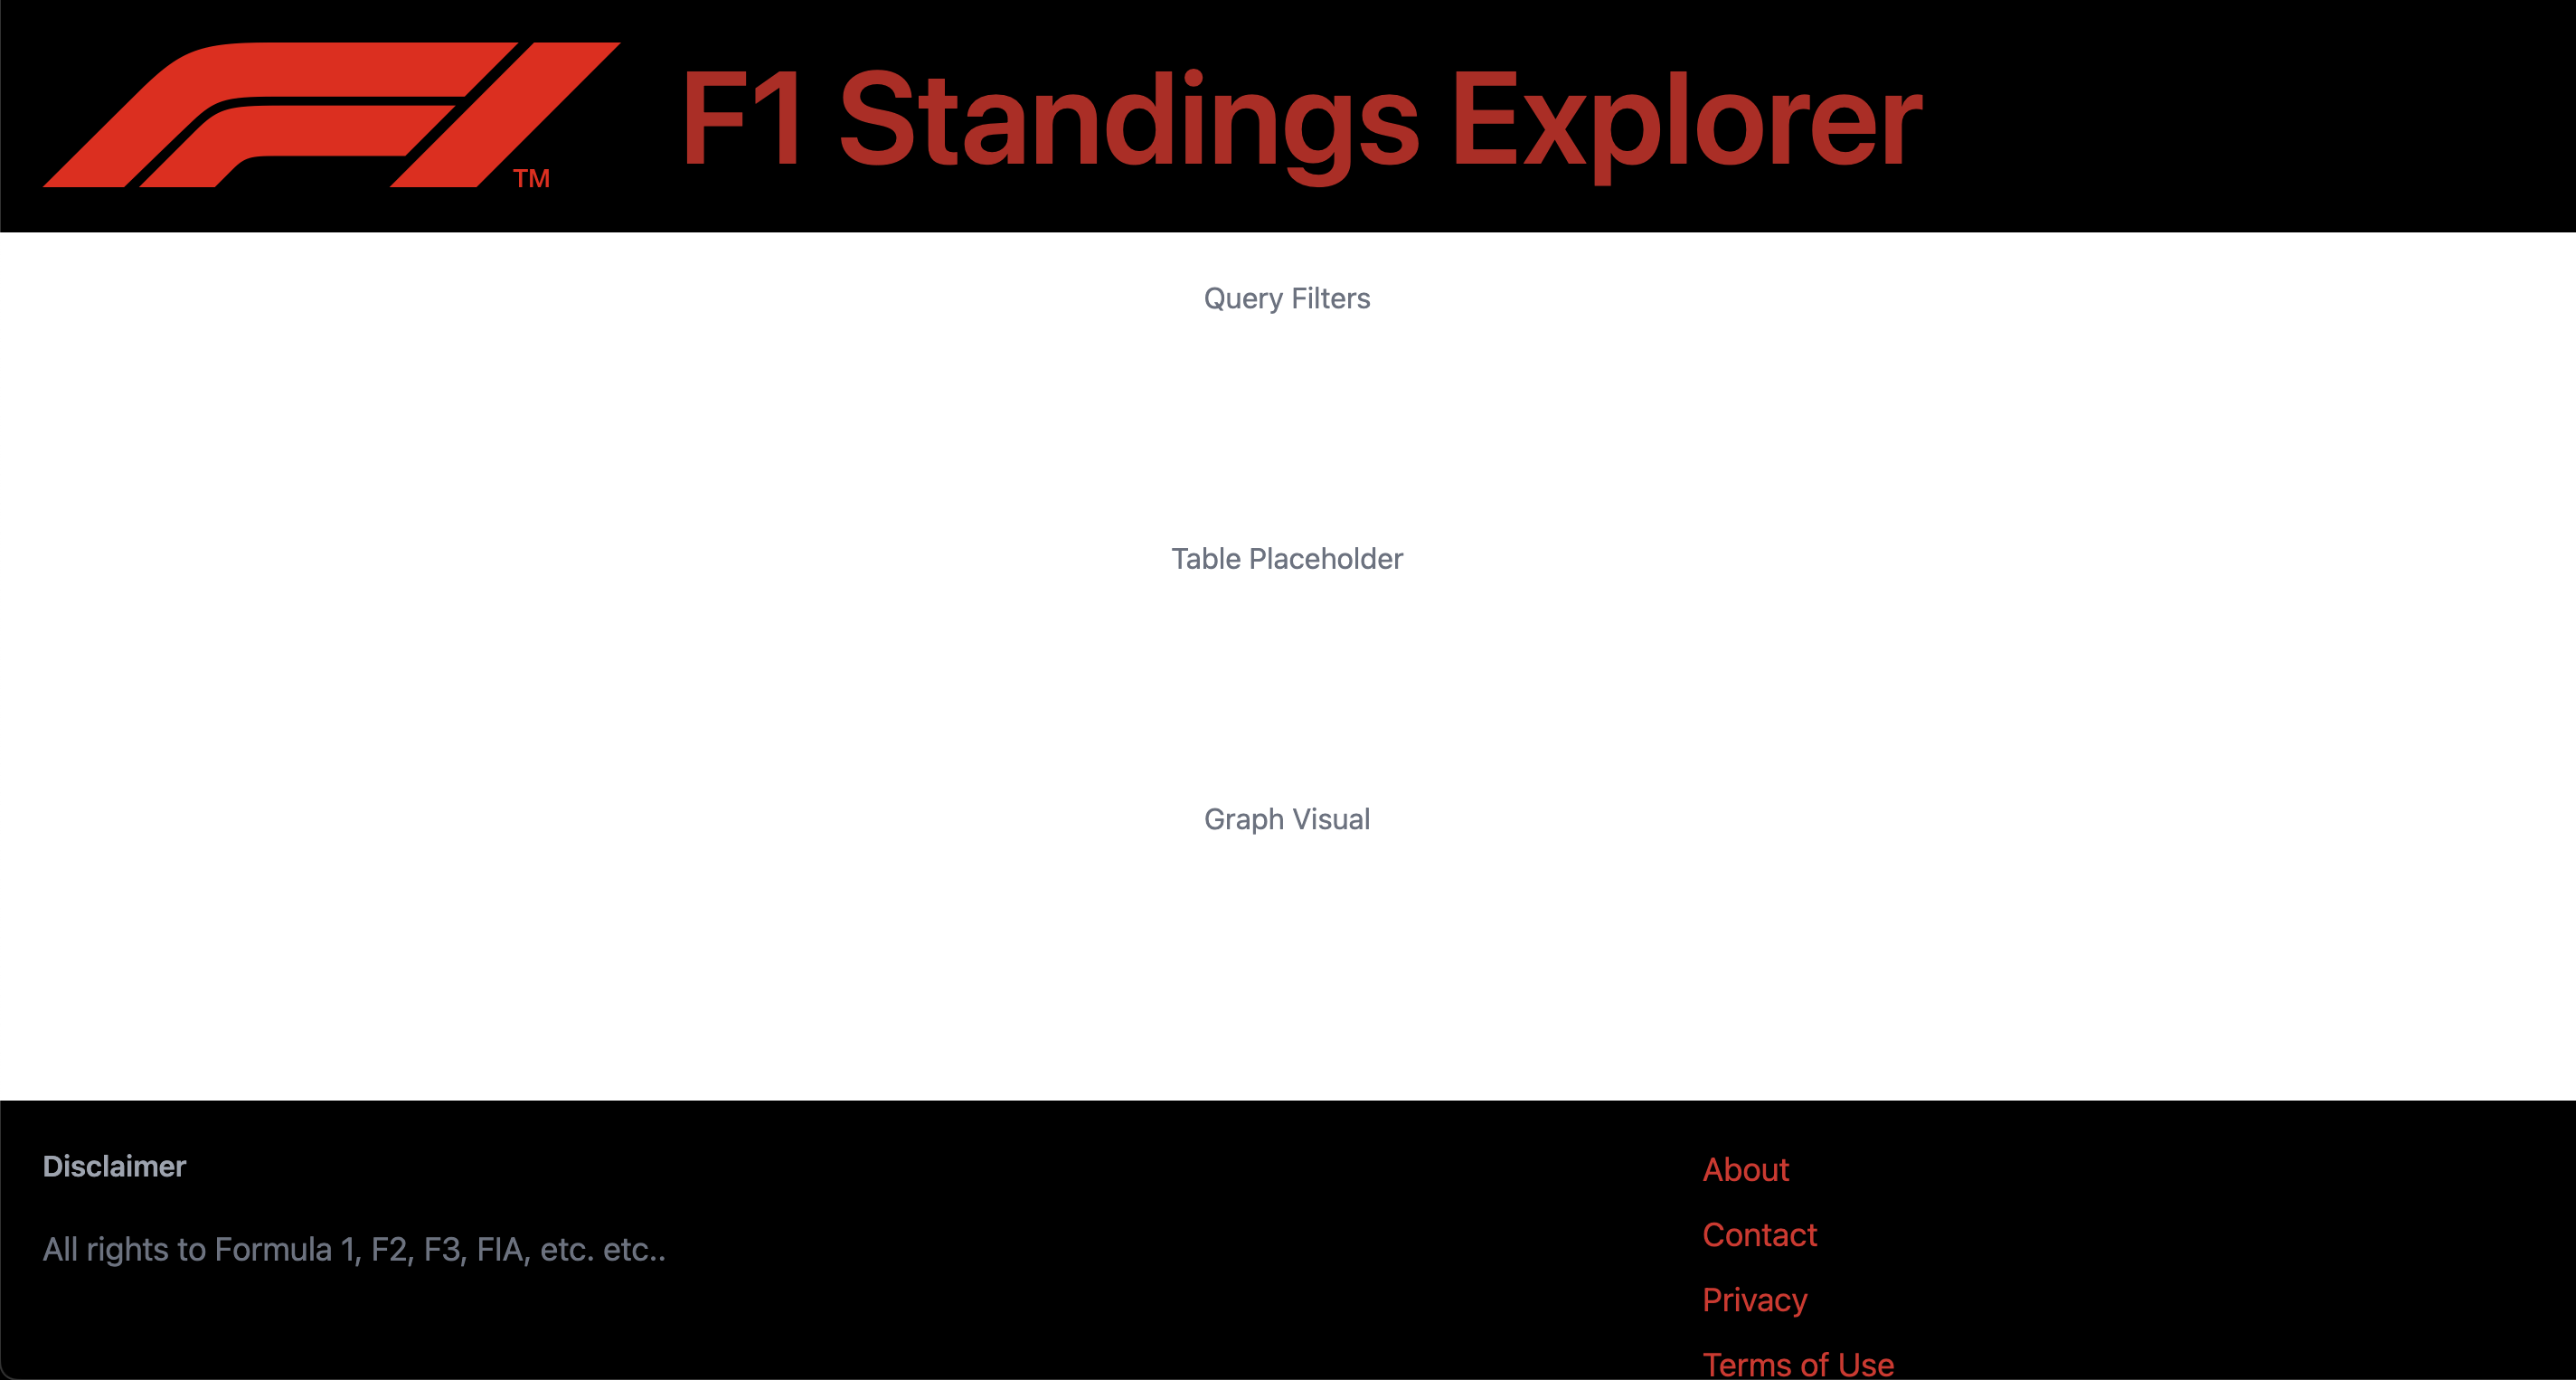 F1 Standings Explorer
TM
Query Filters
Table Placeholder
Graph Visual
Disclaimer
All rights to Formula 1, F2, F3, FIA, etc. etc..
About
Contact
Privacy
Terms of Use